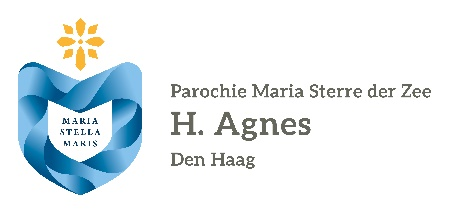 MARIA
STELLA
MARIS
Parochie Maria Sterre der Zee
H. Agnes
Den Haag